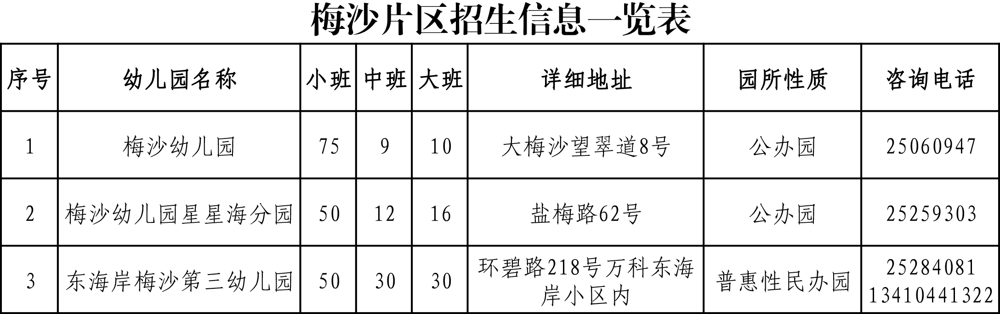 梅沙片区招生信息一览表
序号 幼儿园名称 小班 中班 大班 详细地址 园所性质 咨询电话
1 梅沙幼儿园 75 9 10 大梅沙望翠道8号 公办园 25060947
2 梅沙幼儿园星星海分园 50 12 16 盐梅路62号 公办园 25259303
3 东海岸梅沙第三幼儿园 50 30 30 环碧路218号万科东海 普惠性民办园 25284081
岸小区内 13410441322